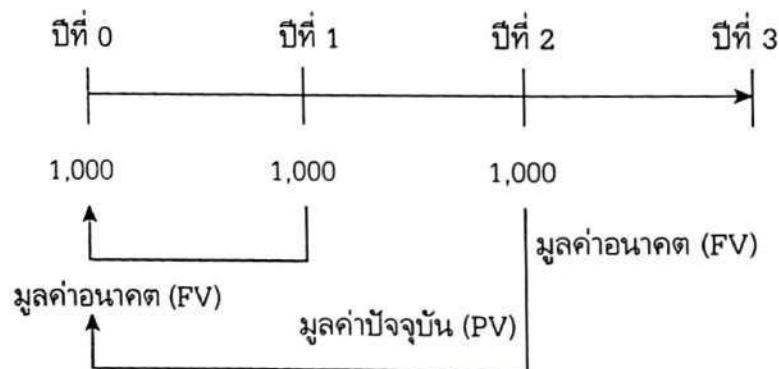 ปีที่ 0 ปีที่ 1 ปีที่ 2 ปีที่ 3
1,000 1,000 1,000
มูลค่าอนาคต (FV)
มูลค่าอนาคต (FV)
มูลค่าปัจจุบัน (PV)